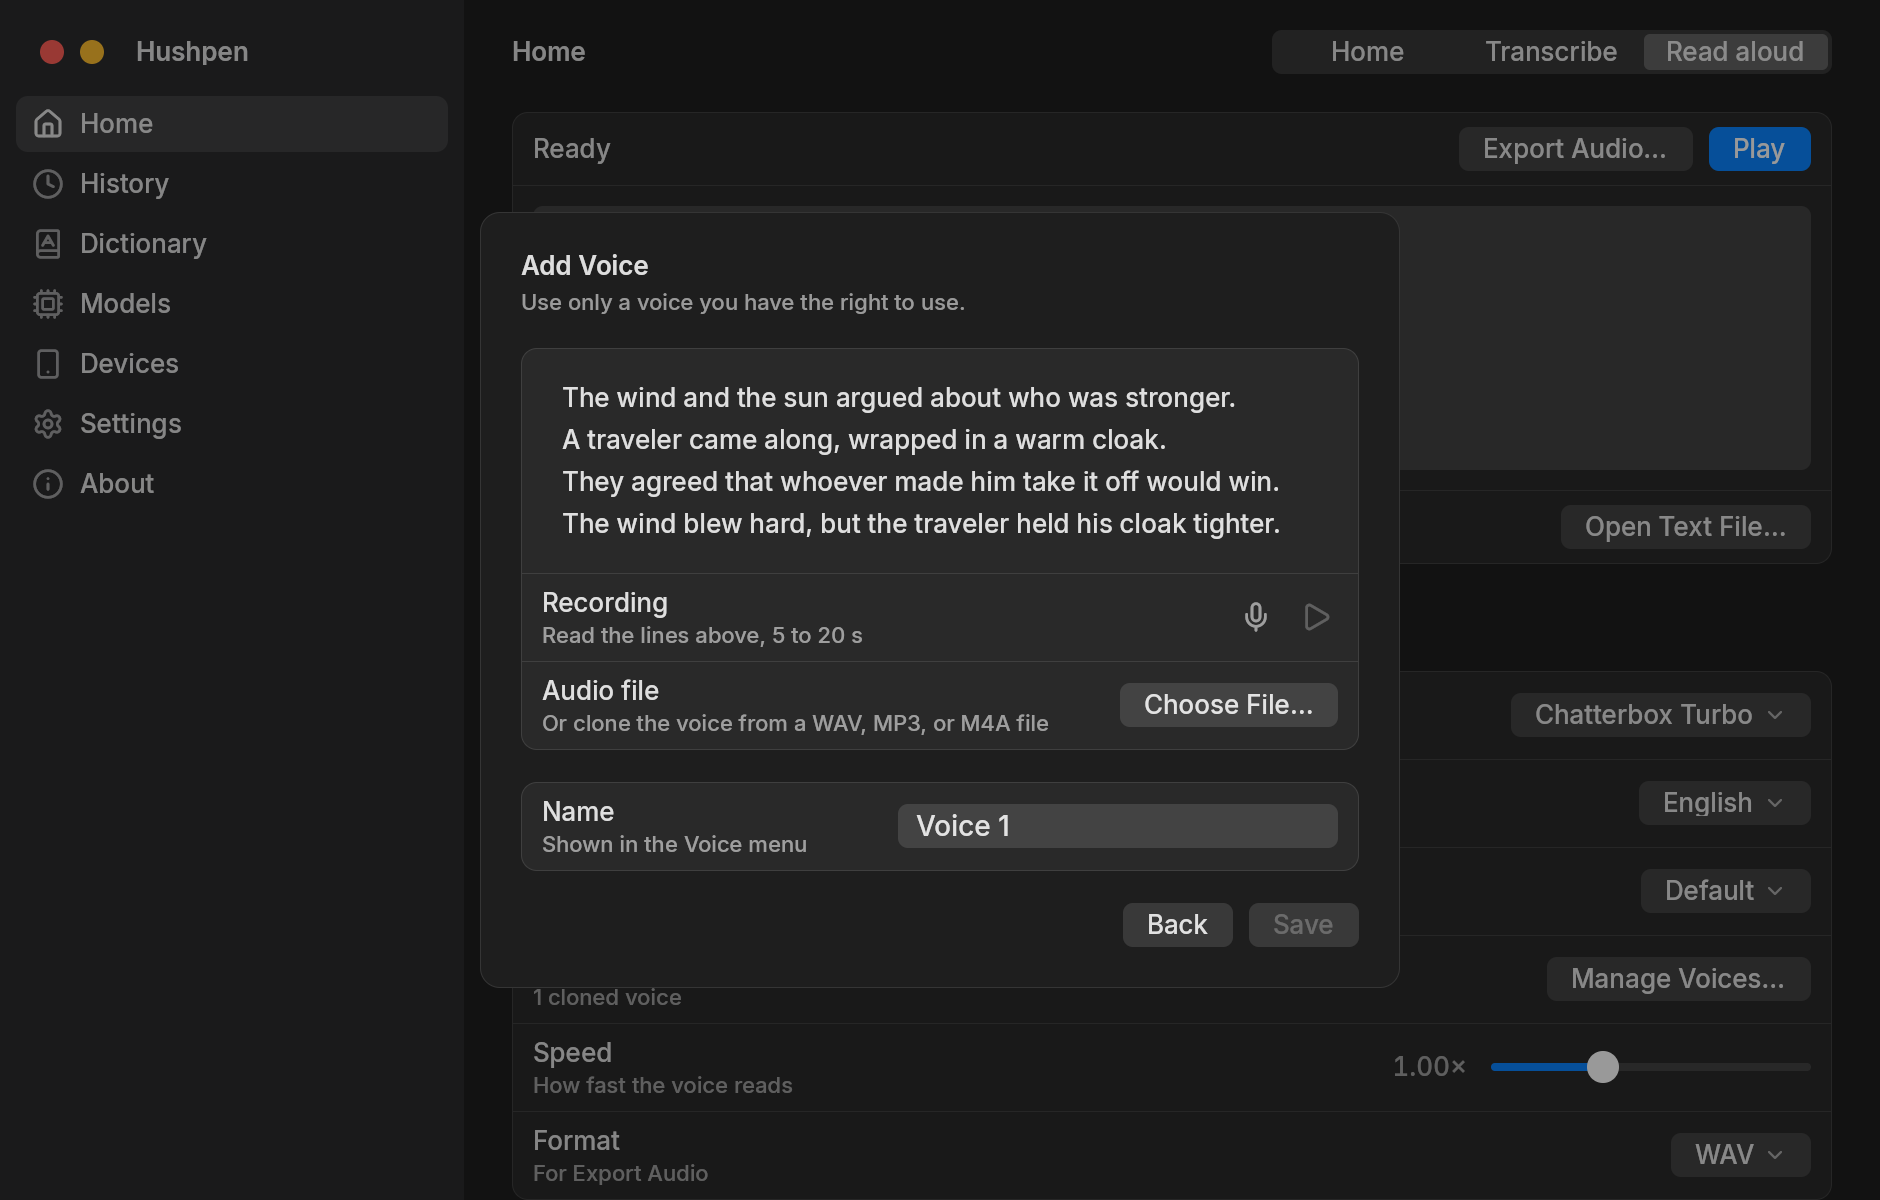 Hushpen
Home
History
Dictionary
Models
Devices
Settings
About
Home
Home
Transcribe
Read aloud
Ready
Export Audio...
Play
Add Voice
Use only a voice you have the right to use.
The wind and the sun argued about who was stronger.
A traveler came along, wrapped in a warm cloak.
They agreed that whoever made him take it off would win.
The wind blew hard, but the traveler held his cloak tighter.
Recording
Read the lines above, 5 to 20 s
Audio file
Or clone the voice from a WAV, MP3, or M4A file
Choose File...
Name
Shown in the Voice menu
Voice 1
Back
Save
Open Text File...
Chatterbox Turbo
English
Default
1 cloned voice
Manage Voices...
Speed
How fast the voice reads
1.00×
Format
For Export Audio
WAV